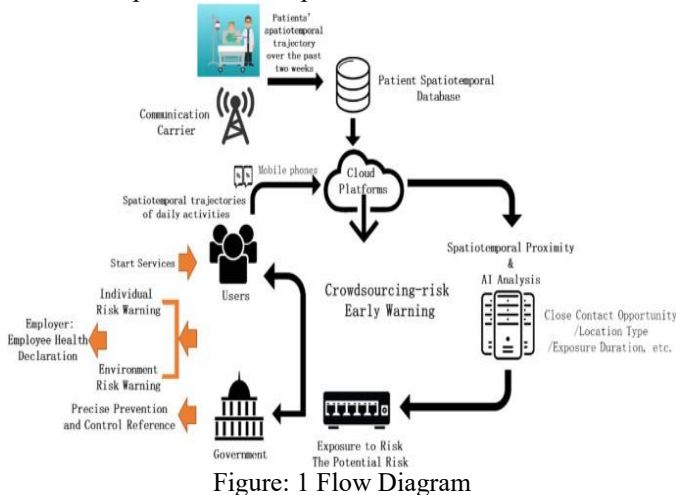 Patients'
spatiotemporal
trajectory
over the past
two weeks
Patient Spatiotemporal
Database
Communication
Carrier
Mobile phones
Cloud
Platforms
Spatiotemporal trajectories
of daily activities
Spatiotemporal Proximity
&
AI Analysis
Start Services
Users
Crowdsourcing-risk
Early Warning
Close Contact Opportunity
/Location Type
/Exposure Duration, etc.
Individual
Risk Warning
Employer:
Employee Health
Declaration
Environment
Risk Warning
Precise Prevention
and Control Reference
Government
Exposure to Risk
The Potential Risk
Figure: 1 Flow Diagram